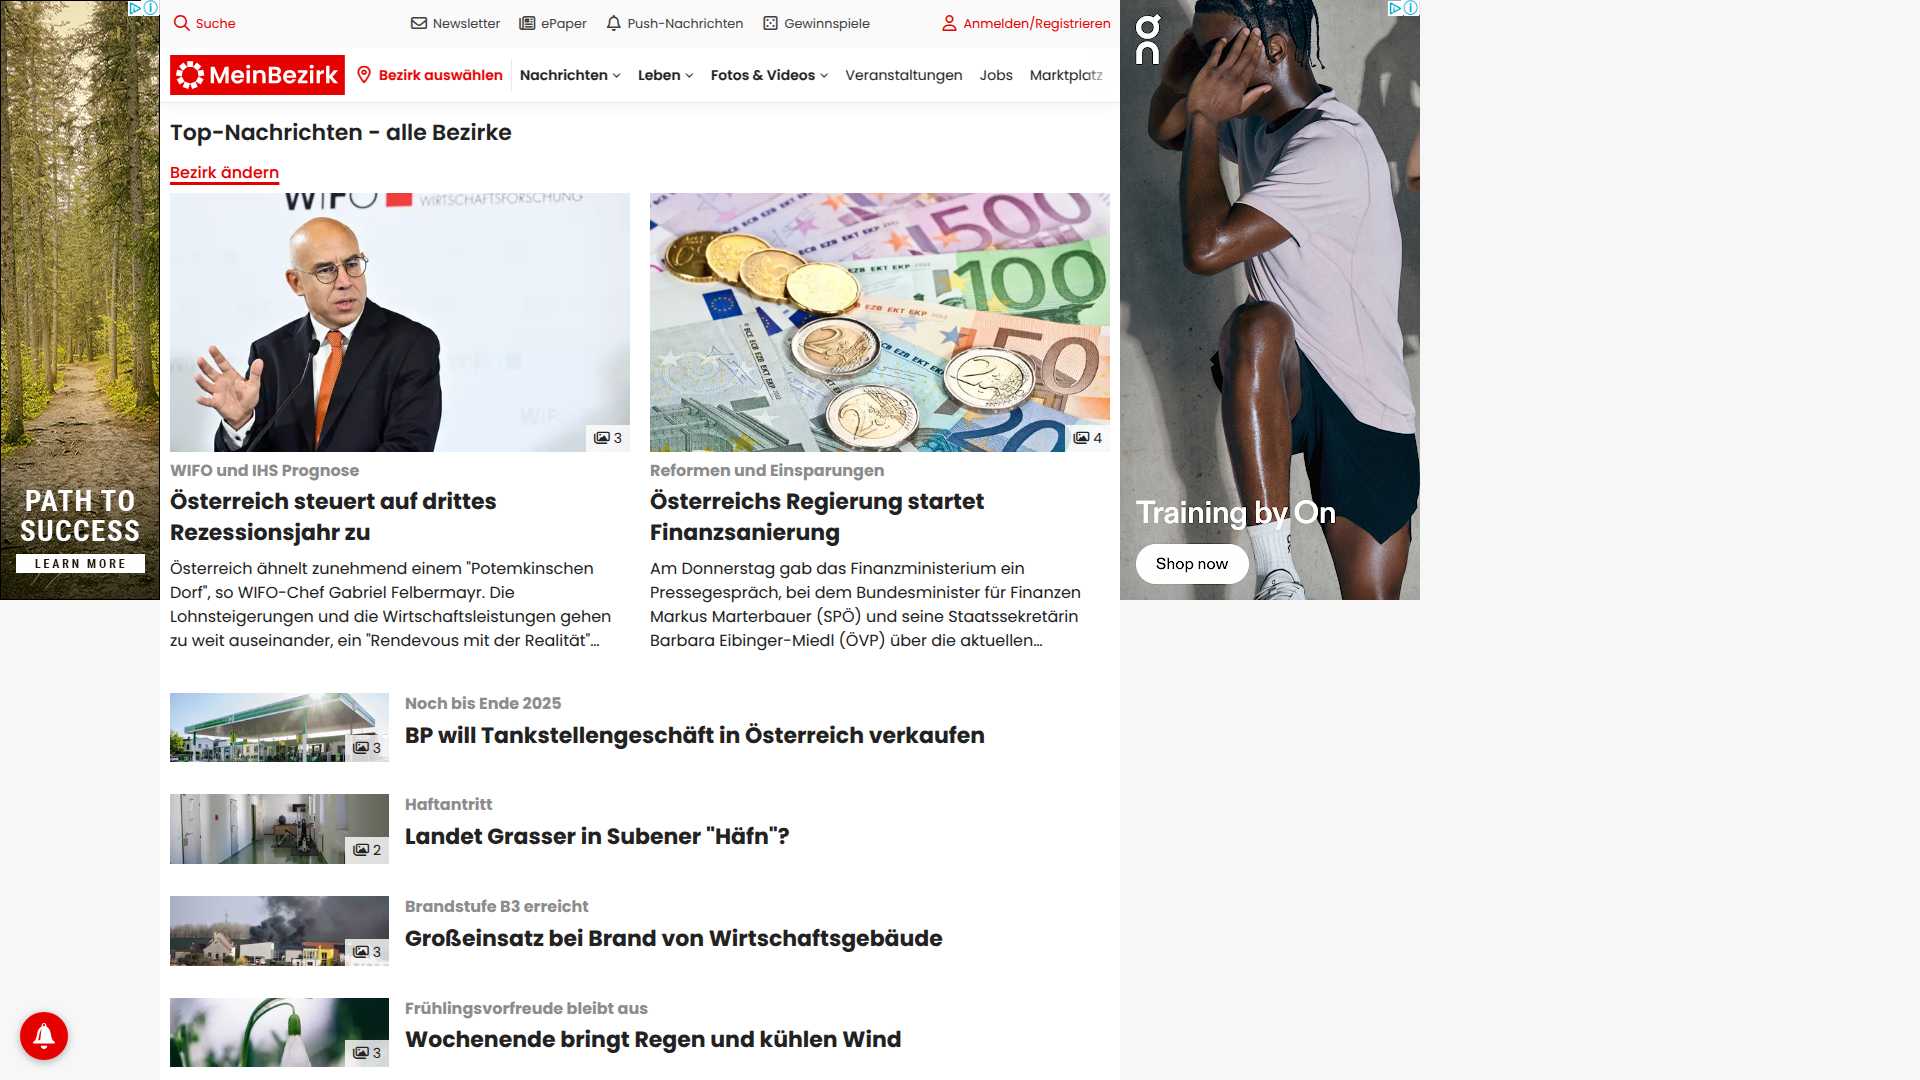 Suche
Newsletter
ePaper
Push-Nachrichten
Gewinnspiele
Anmelden/Registrieren
MeinBezirk
Bezirk auswählen
Nachrichten
Leben
Fotos & Videos
Veranstaltungen
Jobs
Marktplatz
Top-Nachrichten - alle Bezirke
Bezirk ändern
WIFO
WIRTSCHAFTSFORSCHUNG
3
WIFO und IHS Prognose
Österreich steuert auf drittes
Rezessionsjahr zu
Österreich ähnelt zunehmend einem "Potemkinschen
Dorf", so WIFO-Chef Gabriel Felbermayr. Die
Lohnsteigerungen und die Wirtschaftsleistungen gehen
zu weit auseinander, ein "Rendevous mit der Realität"...
500
100
50
20
2
2
2
4
Reformen und Einsparungen
Österreichs Regierung startet
Finanzsanierung
Am Donnerstag gab das Finanzministerium ein
Pressegespräch, bei dem Bundesminister für Finanzen
Markus Marterbauer (SPÖ) und seine Staatssekretärin
Barbara Eibinger-Miedl (ÖVP) über die aktuellen...
3
Noch bis Ende 2025
BP will Tankstellengeschäft in Österreich verkaufen
2
Haftantritt
Landet Grasser in Subener "Häfn"?
3
Brandstufe B3 erreicht
Großeinsatz bei Brand von Wirtschaftsgebäude
3
Frühlingsvorfreude bleibt aus
Wochenende bringt Regen und kühlen Wind
PATH TO
SUCCESS
LEARN MORE
on
Training by On
Shop now